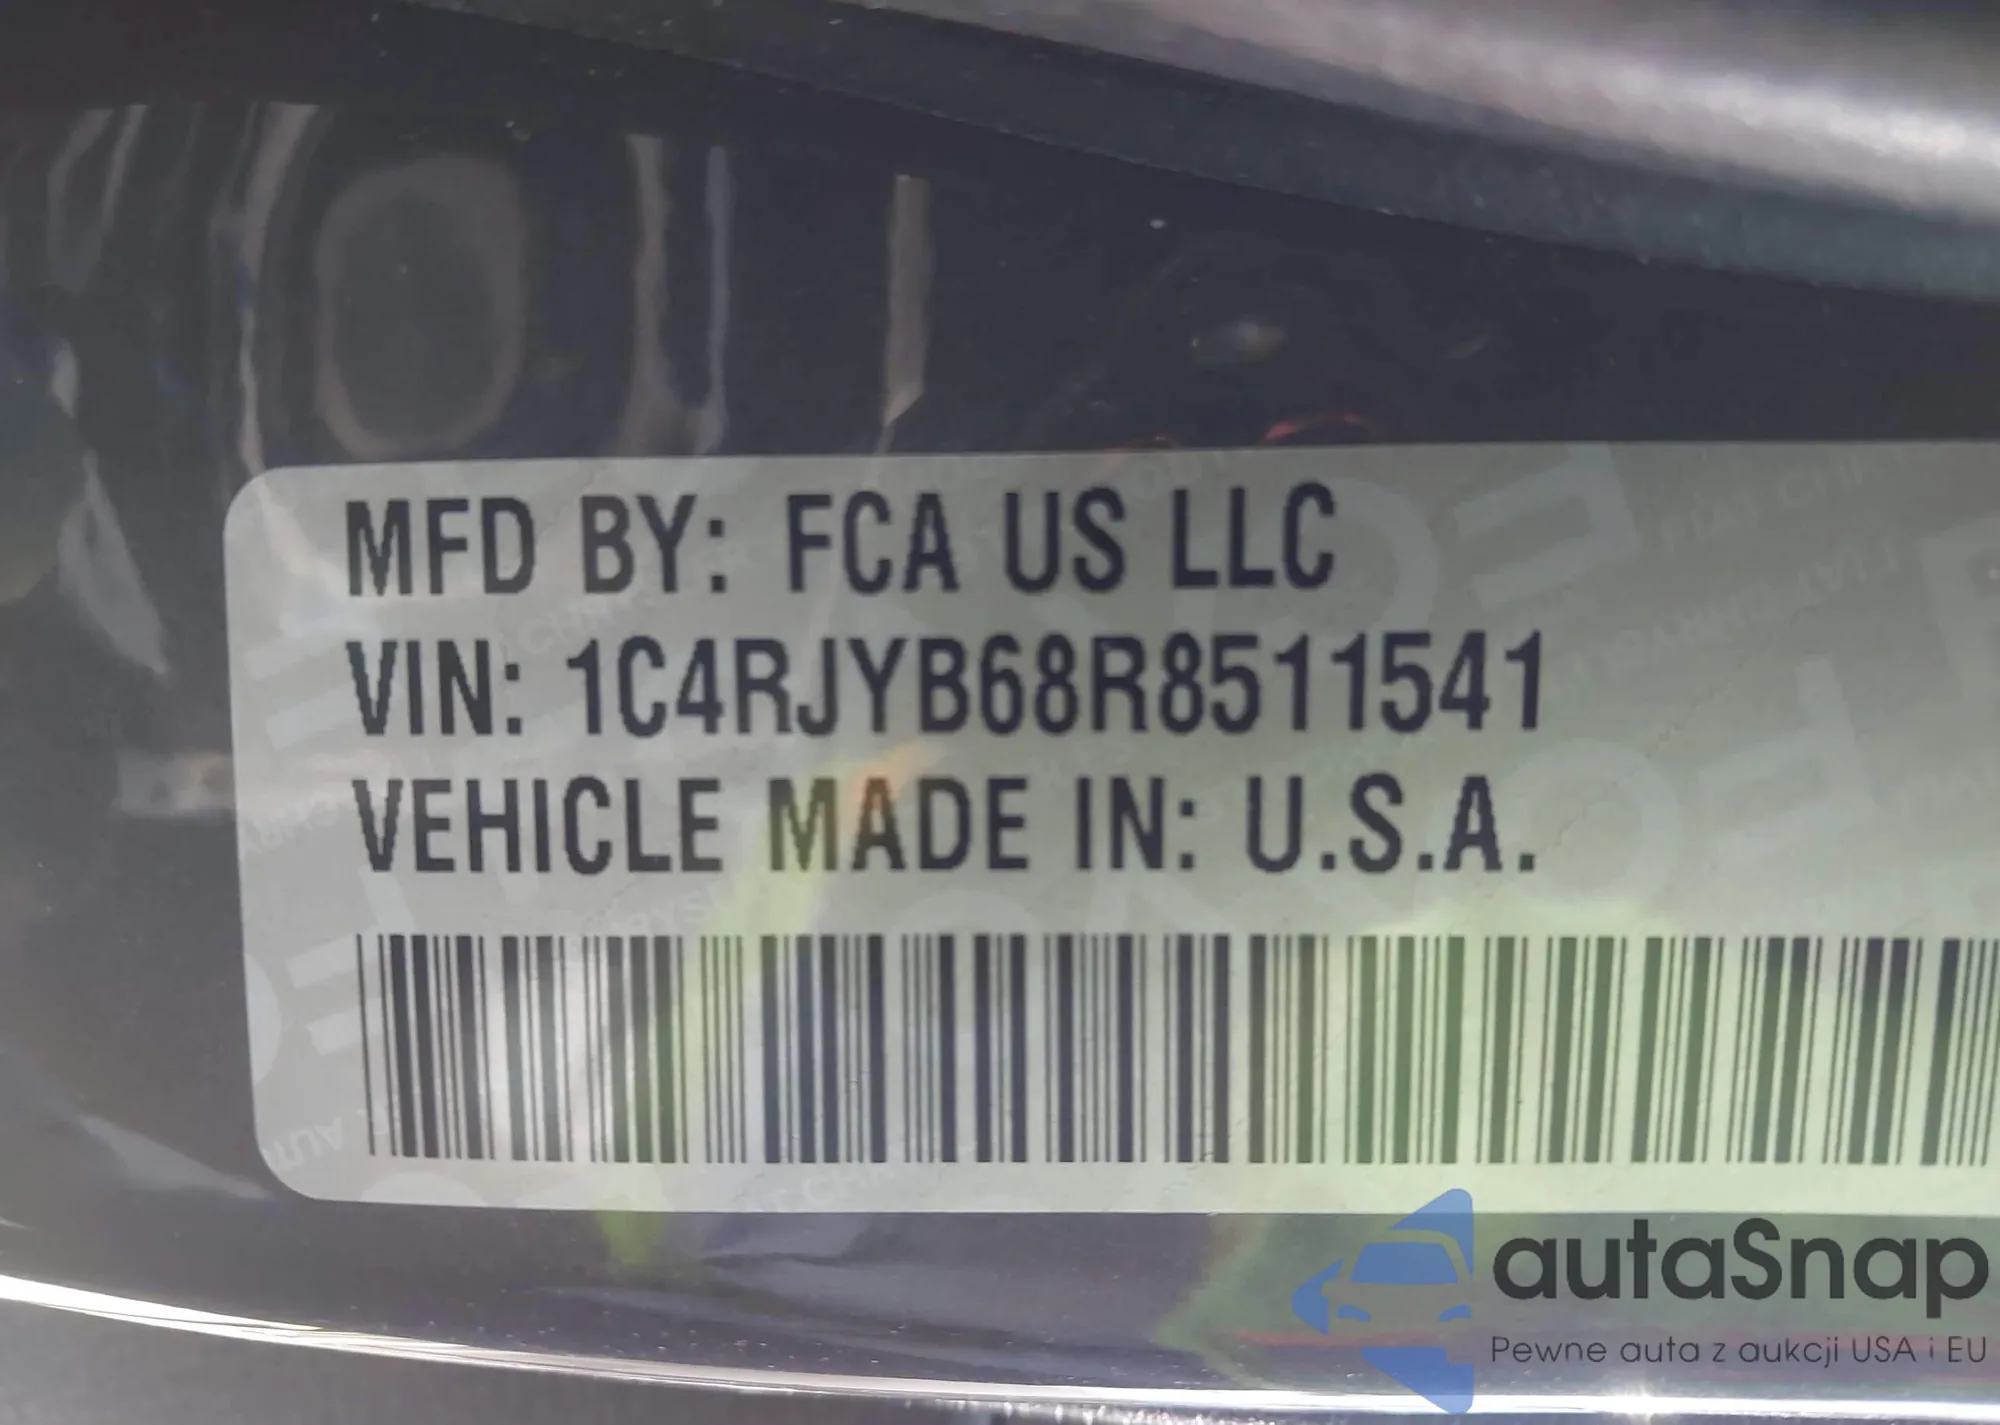 MFD BY: FCA US LLC
VIN: 1C4RJYB68R8511541
VEHICLE MADE IN: U.S.A.
autaSnap
Pewne auta z aukcji USA i EU